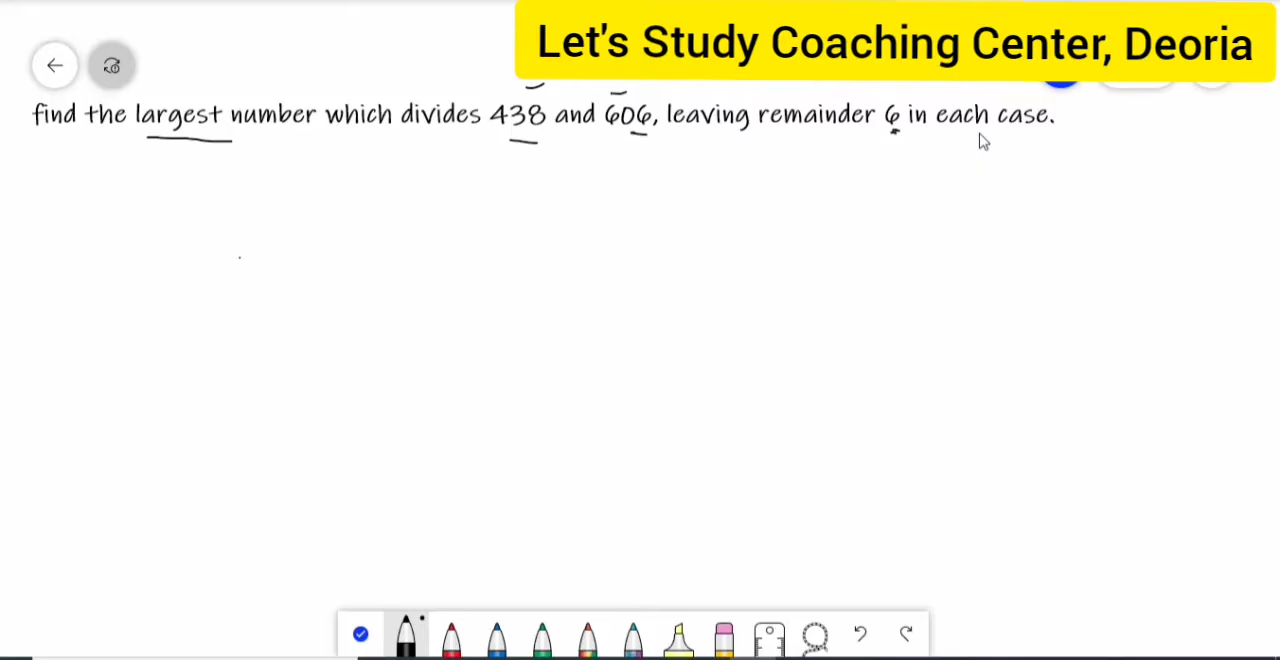 Let's Study Coaching Center, Deoria
find the largest number which divides 438 and 606, leaving remainder 6 in each case.